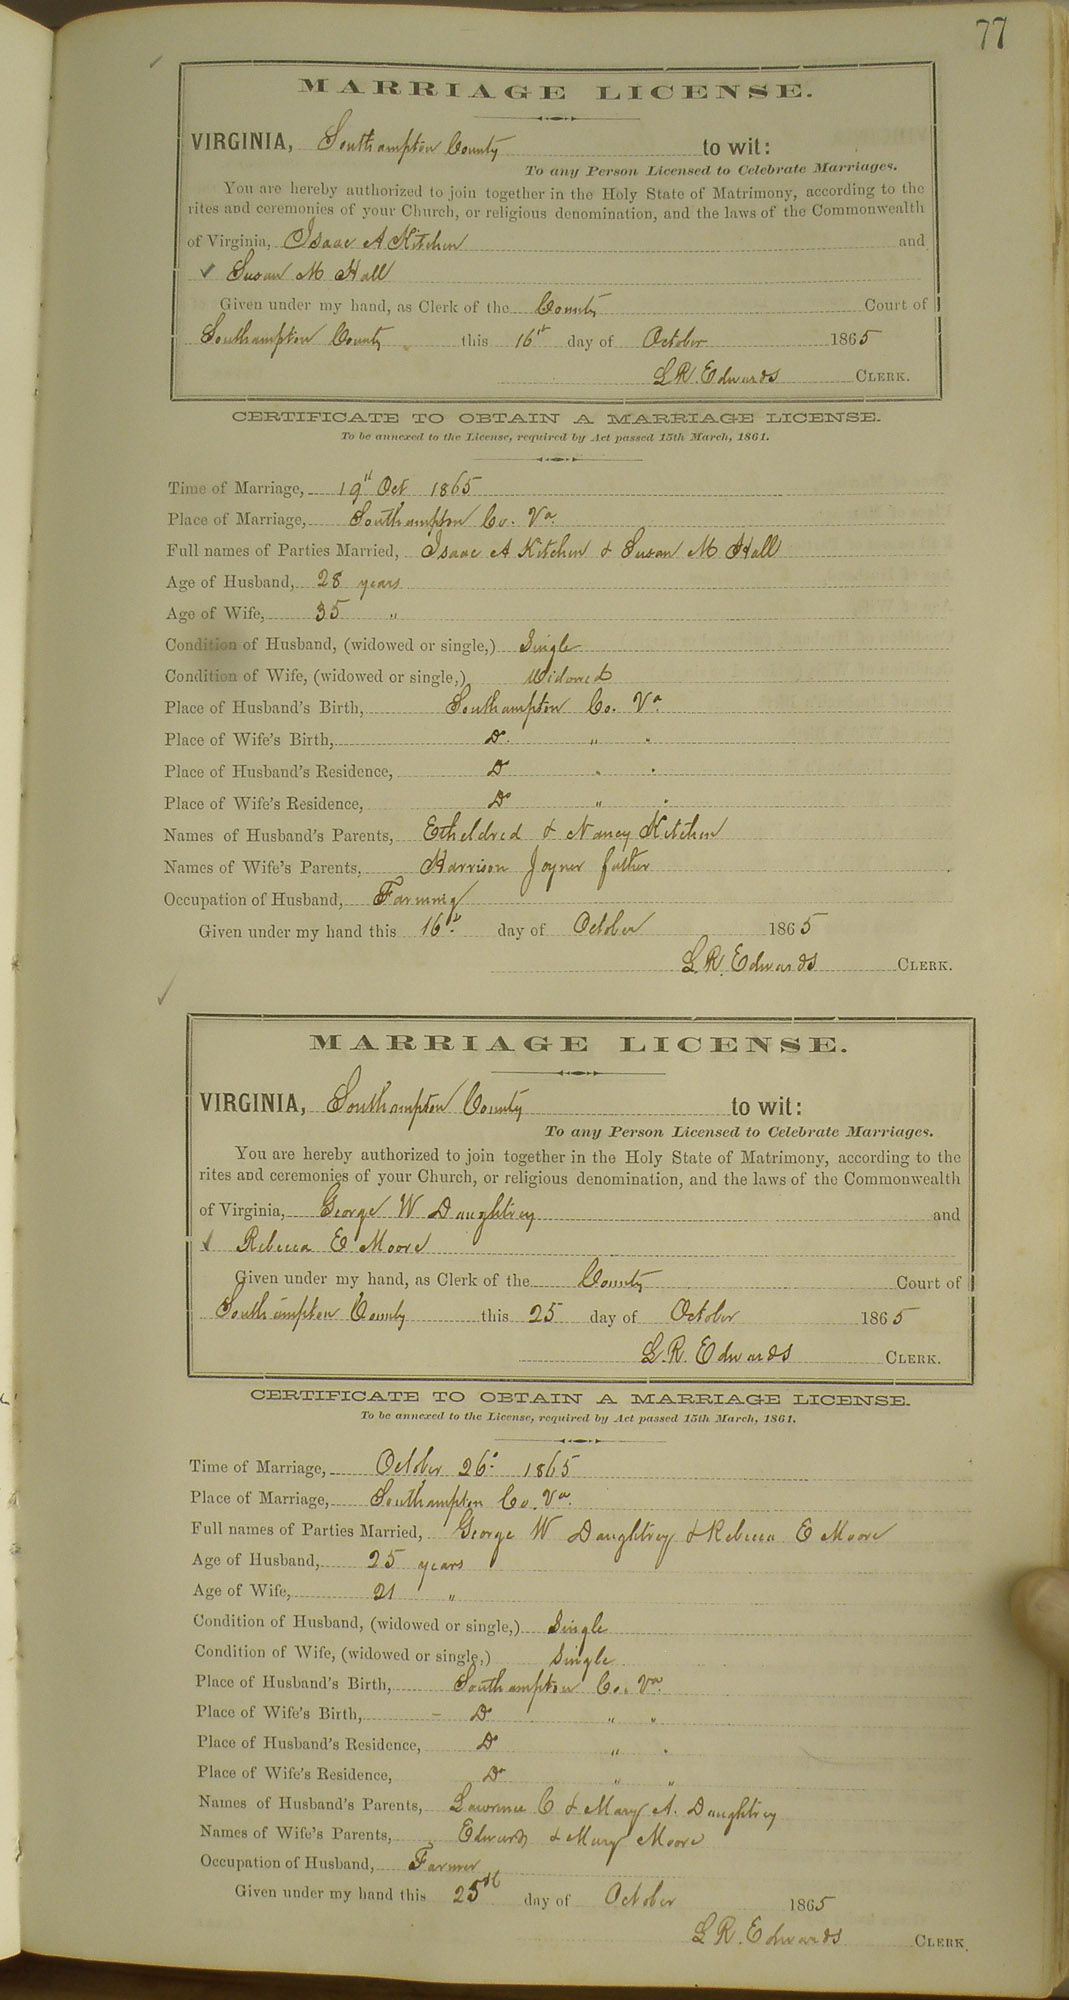 77
MARRIAGE LICENSE.
VIRGINIA, Southampton County to wit:
To any Person Licensed to Celebrate Marriages.
You are hereby authorized to join together in the Holy State of Matrimony, according to the
rites and ceremonies of your Church, or religious denomination, and the laws of the Commonwealth
of Virginia, Isaac A Kitchen and
✓ Susan M Hall
Given under my hand, as Clerk of the County Court of
Southampton County this 16th day of October 1865
L R. Edwards CLERK.
CERTIFICATE TO OBTAIN A MARRIAGE LICENSE.
To be annexed to the License, required by Act passed 15th March, 1861.
Time of Marriage, 19th Oct 1865
Place of Marriage, Southampton Co. Va.
Full names of Parties Married, Isaac A Kitchen & Susan M Hall
Age of Husband, 28 years
Age of Wife, 35 "
Condition of Husband, (widowed or single,) Single
Condition of Wife, (widowed or single,) Widowed
Place of Husband's Birth, Southampton Co. Va.
Place of Wife's Birth, Do " "
Place of Husband's Residence, Do " "
Place of Wife's Residence, Do " "
Names of Husband's Parents, Etheldred & Nancy Kitchen
Names of Wife's Parents, Harrison Joyner father
Occupation of Husband, Farming
Given under my hand this 16th day of October 1865
L R. Edwards CLERK.
MARRIAGE LICENSE.
VIRGINIA, Southampton County to wit:
To any Person Licensed to Celebrate Marriages.
You are hereby authorized to join together in the Holy State of Matrimony, according to the
rites and ceremonies of your Church, or religious denomination, and the laws of the Commonwealth
of Virginia, George W Daughtrey and
✓ Rebecca E Moore
Given under my hand, as Clerk of the County Court of
Southampton County this 25 day of October 1865
L. R. Edwards CLERK.
CERTIFICATE TO OBTAIN A MARRIAGE LICENSE.
To be annexed to the License, required by Act passed 15th March, 1861.
Time of Marriage, October 26. 1865
Place of Marriage, Southampton Co. Va.
Full names of Parties Married, George W Daughtrey & Rebecca E Moore
Age of Husband, 25 years
Age of Wife, 21 "
Condition of Husband, (widowed or single,) Single
Condition of Wife, (widowed or single,) Single
Place of Husband's Birth, Southampton Co. Va.
Place of Wife's Birth, Do " "
Place of Husband's Residence, Do " "
Place of Wife's Residence, Do " "
Names of Husband's Parents, Lawrence C & Mary A. Daughtrey
Names of Wife's Parents, Edwards & Mary Moore
Occupation of Husband, Farmer
Given under my hand this 25st day of October 1865
L R. Edwards CLERK.